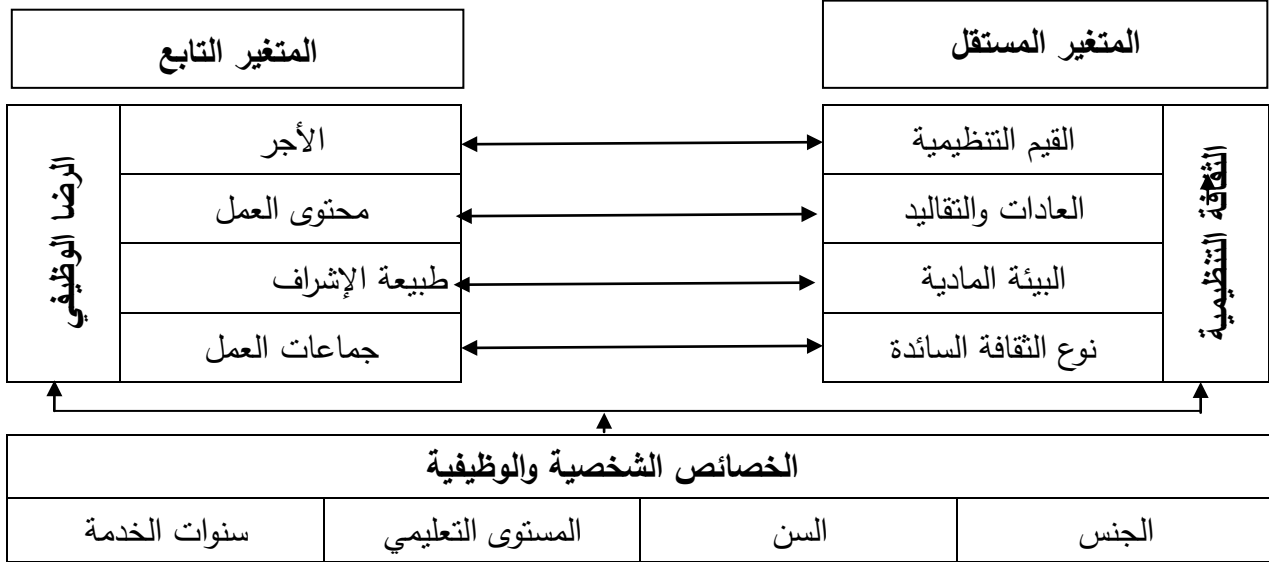 المتغير المستقل
المتغير التابع
الثقافة التنظيمية
القيم التنظيمية
العادات والتقاليد
البيئة المادية
نوع الثقافة السائدة
الأجر
محتوى العمل
طبيعة الإشراف
جماعات العمل
الرضا الوظيفي
الخصائص الشخصية والوظيفية
الجنس
السن
المستوى التعليمي
سنوات الخدمة